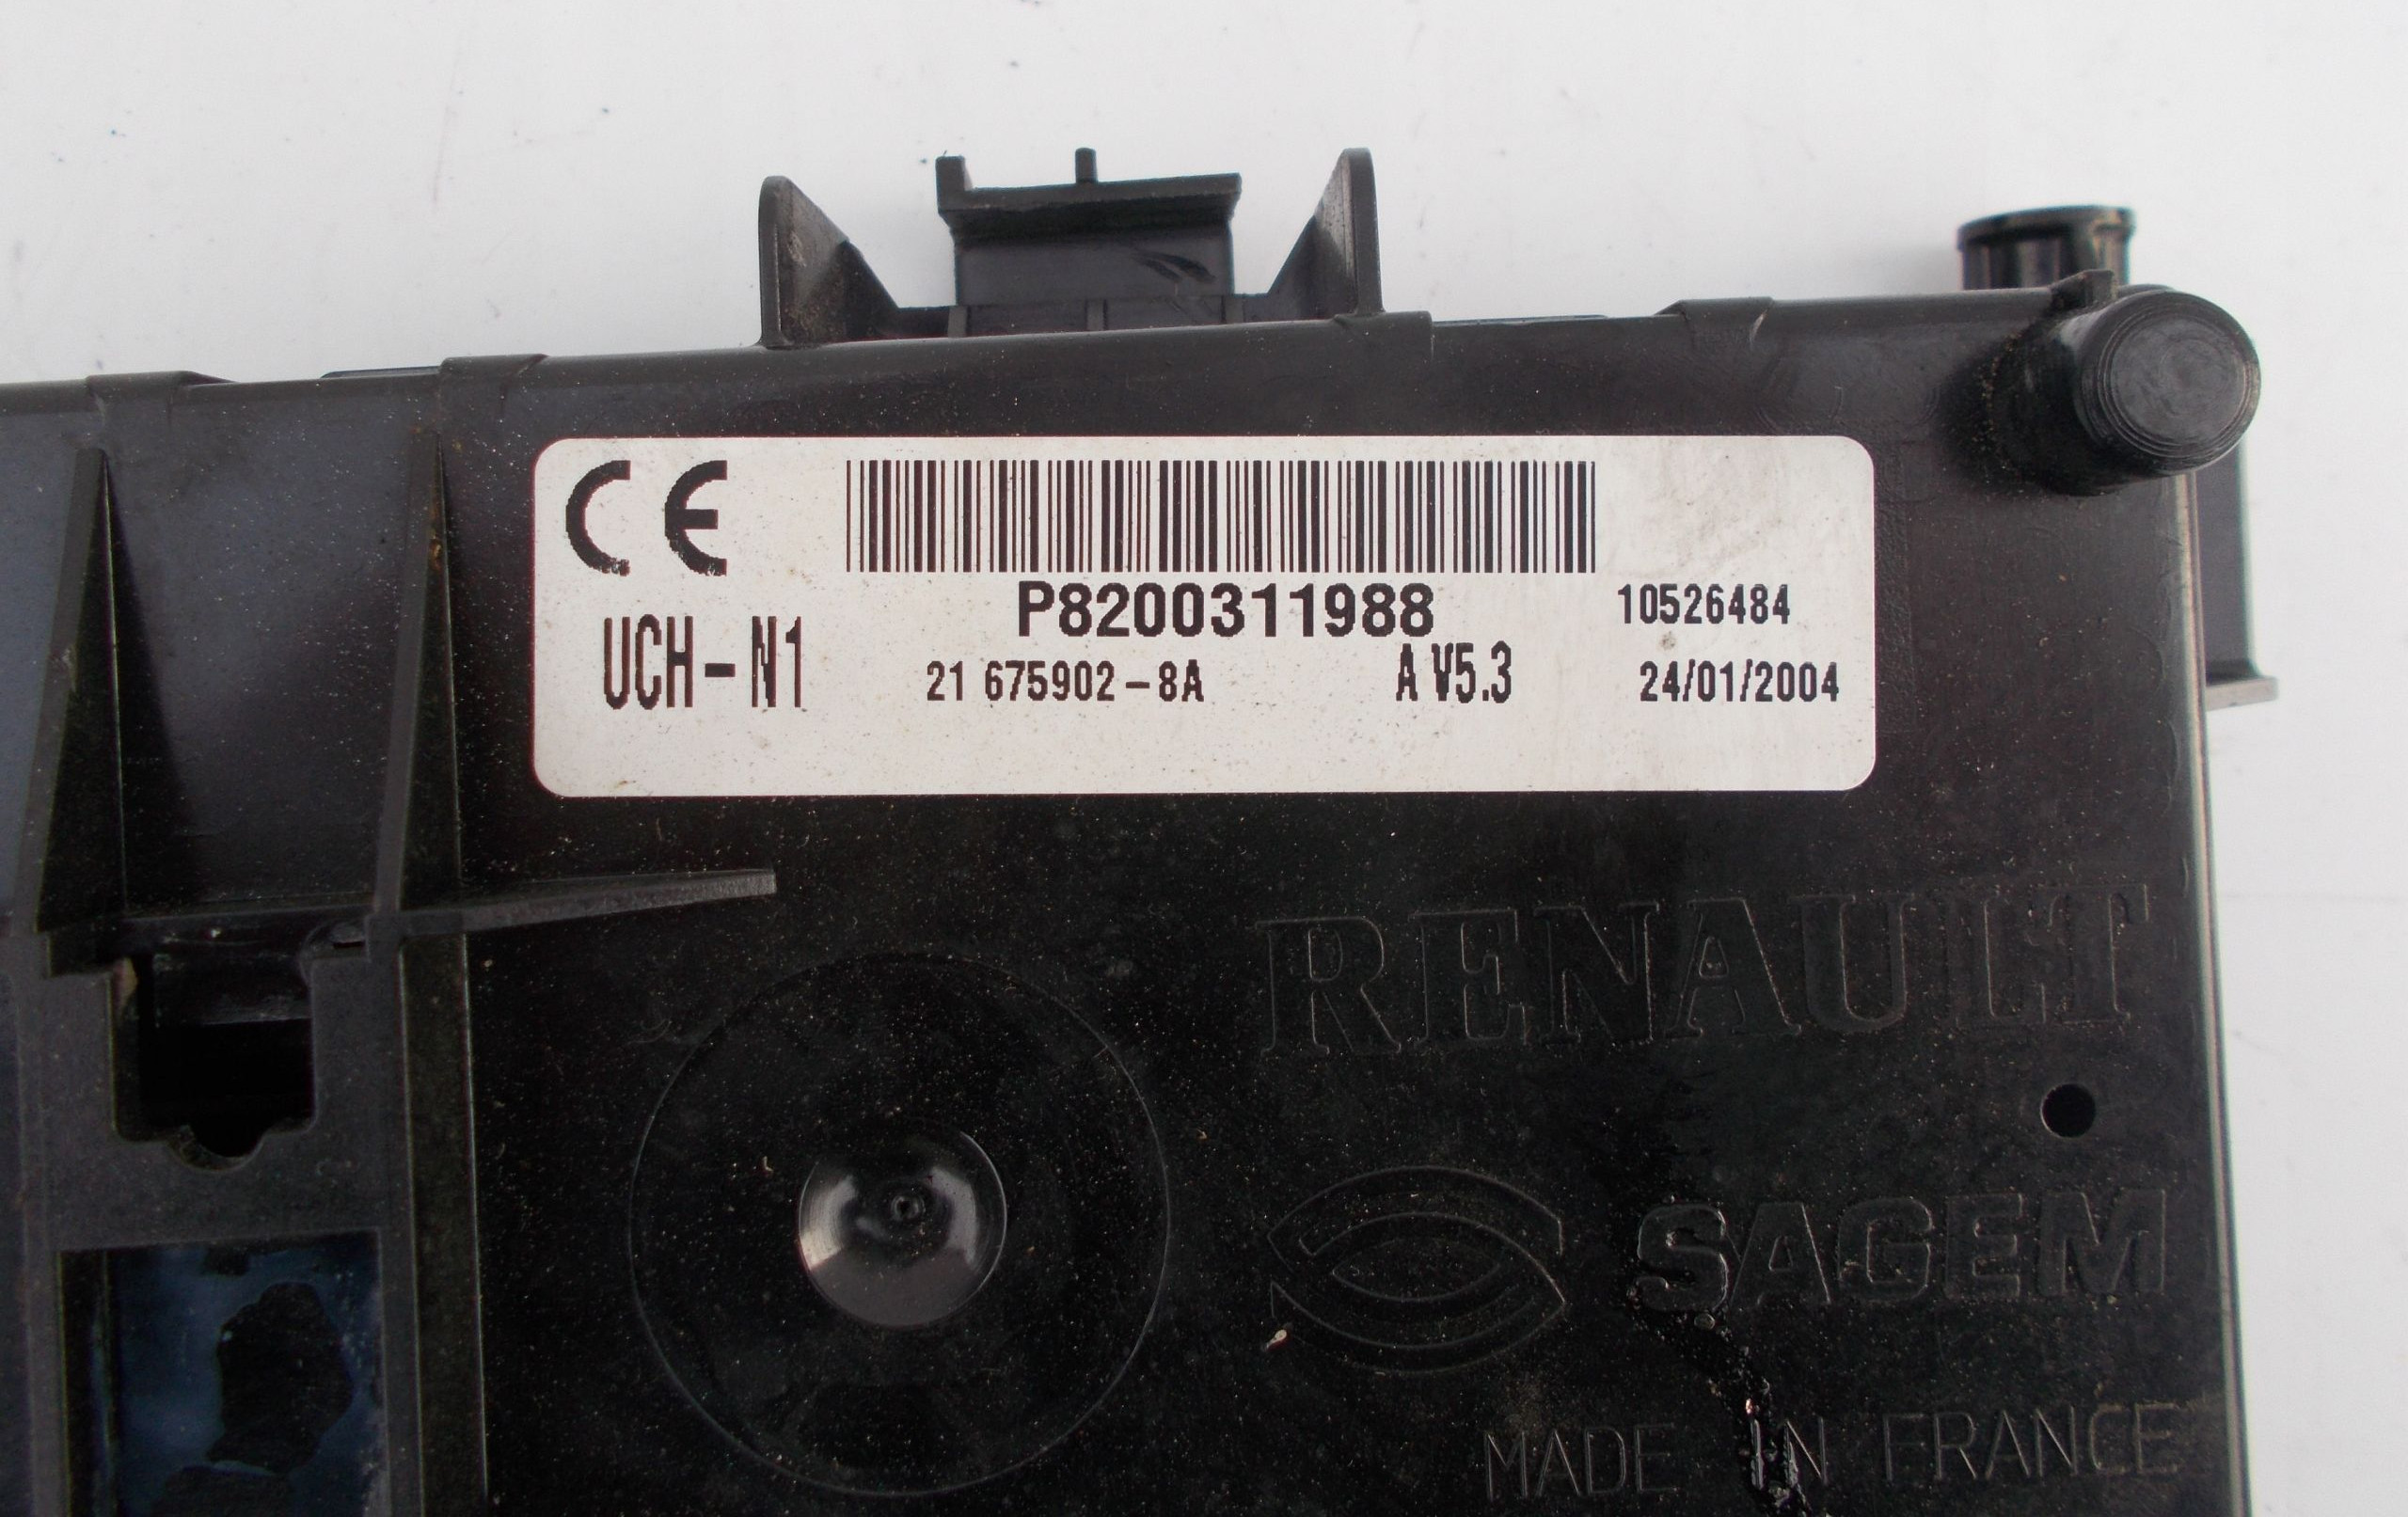 CE
P8200311988
10526484
UCH-N1
21 675902-8A
A V5.3
24/01/2004
RENAULT
SAGEM
MADE IN FRANCE